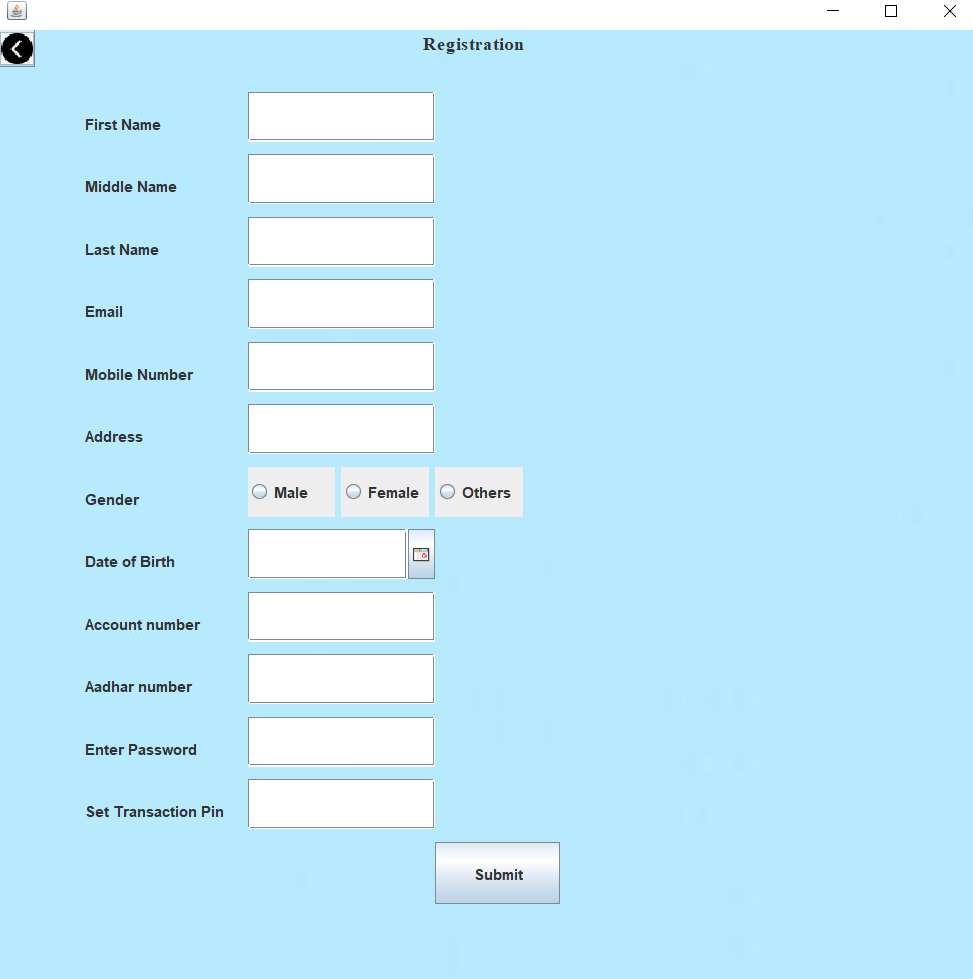 Registration
First Name
Middle Name
Last Name
Email
Mobile Number
Address
Gender Male Female Others
Date of Birth
Account number
Aadhar number
Enter Password
Set Transaction Pin
Submit